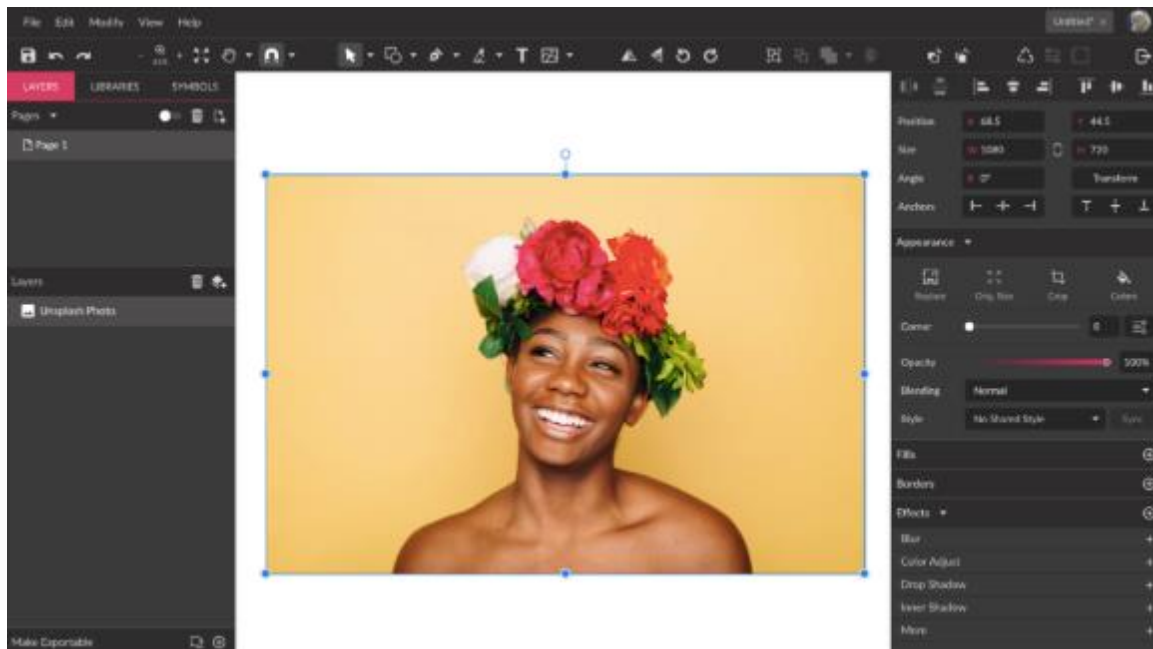 File Edit Modify View Help Untitled*
LAYERS LIBRARIES SYMBOLS
Pages
Page 1
Layers
Unsplash Photo
Make Exportable
Position X 68.5 Y 44.5
Size W 1080 H 720
Angle 0° Transform
Anchors
Appearance
Replace Orig. Size Crop Colors
Corner 0
Opacity 100%
Blending Normal
Style No Shared Style Sync
Fills
Borders
Effects
Blur
Color Adjust
Drop Shadow
Inner Shadow
More